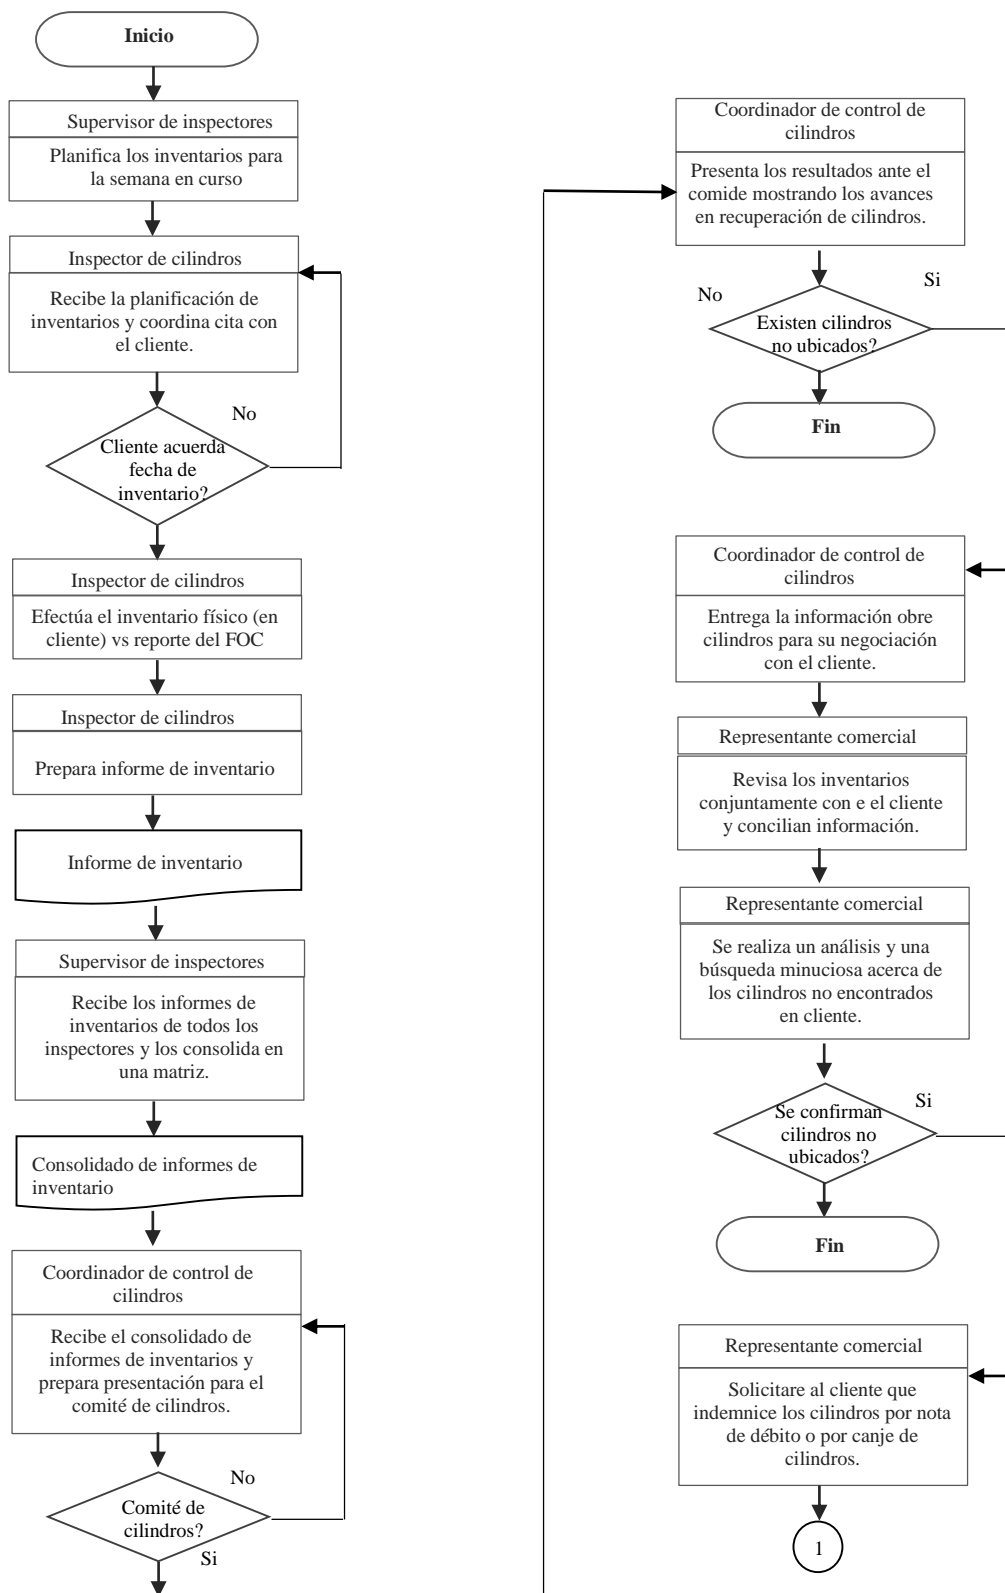 Inicio
Supervisor de inspectores
Planifica los inventarios para
la semana en curso
Inspector de cilindros
Recibe la planificación de
inventarios y coordina cita con
el cliente.
No
Cliente acuerda
fecha de
inventario?
Inspector de cilindros
Efectúa el inventario físico (en
cliente) vs reporte del FOC
Inspector de cilindros
Prepara informe de inventario
Informe de inventario
Supervisor de inspectores
Recibe los informes de
inventarios de todos los
inspectores y los consolida en
una matriz.
Consolidado de informes de
inventario
Coordinador de control de
cilindros
Recibe el consolidado de
informes de inventarios y
prepara presentación para el
comité de cilindros.
No
Comité de
cilindros?
Si
Coordinador de control de
cilindros
Presenta los resultados ante el
comide mostrando los avances
en recuperación de cilindros.
No
Si
Existen cilindros
no ubicados?
Fin
Coordinador de control de
cilindros
Entrega la información obre
cilindros para su negociación
con el cliente.
Representante comercial
Revisa los inventarios
conjuntamente con e el cliente
y concilian información.
Representante comercial
Se realiza un análisis y una
búsqueda minuciosa acerca de
los cilindros no encontrados
en cliente.
Si
Se confirman
cilindros no
ubicados?
Fin
Representante comercial
Solicitare al cliente que
indemnice los cilindros por nota
de débito o por canje de
cilindros.
1